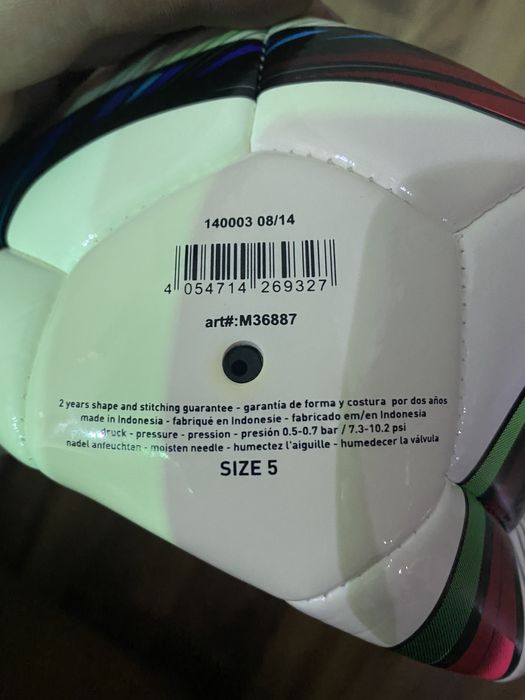 140003 08/14
4 054714 269327
art#:M36887
2 years shape and stitching guarantee - garantía de forma y costura por dos años
made in Indonesia - fabriqué en Indonesie - fabricado em/en Indonesia
druck - pressure - pression - presión 0.5-0.7 bar / 7.3-10.2 psi
nadel anfeuchten - moisten needle - humectez l'aiguille - humedecer la válvula
SIZE 5